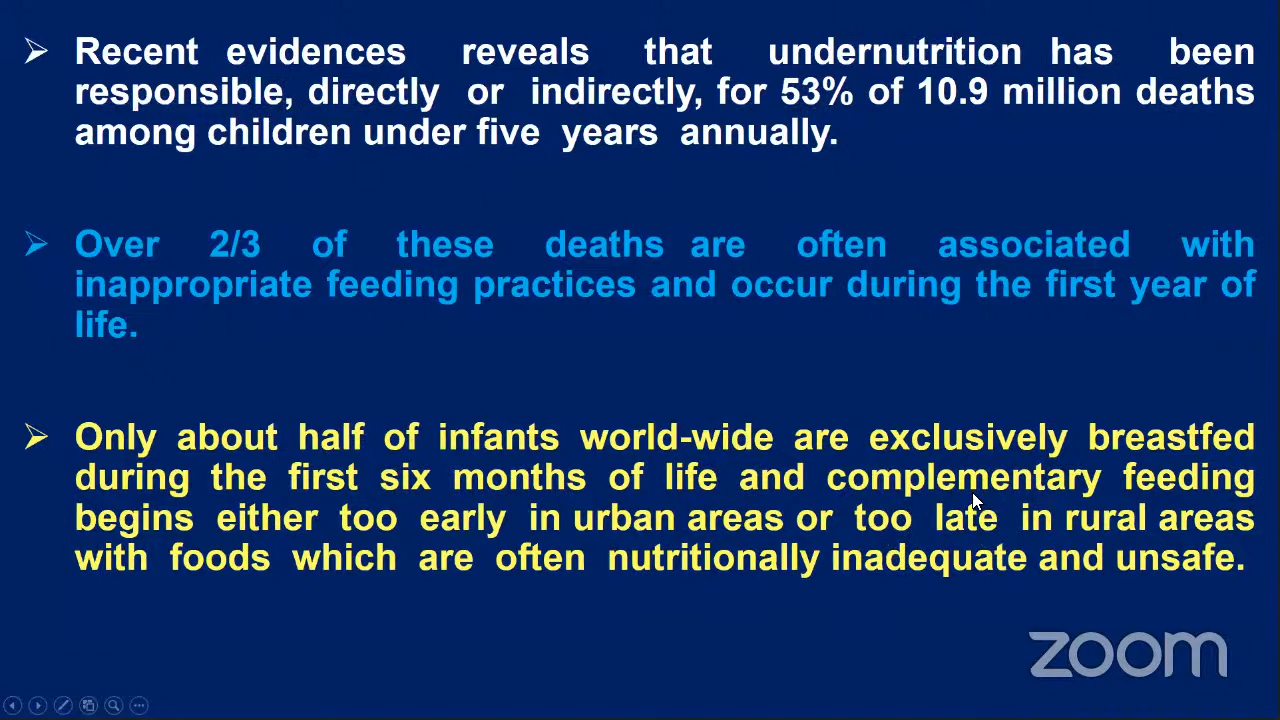 ➢ Recent evidences reveals that undernutrition has been
responsible, directly or indirectly, for 53% of 10.9 million deaths
among children under five years annually.
➢ Over 2/3 of these deaths are often associated with
inappropriate feeding practices and occur during the first year of
life.
➢ Only about half of infants world-wide are exclusively breastfed
during the first six months of life and complementary feeding
begins either too early in urban areas or too late in rural areas
with foods which are often nutritionally inadequate and unsafe.
zoom